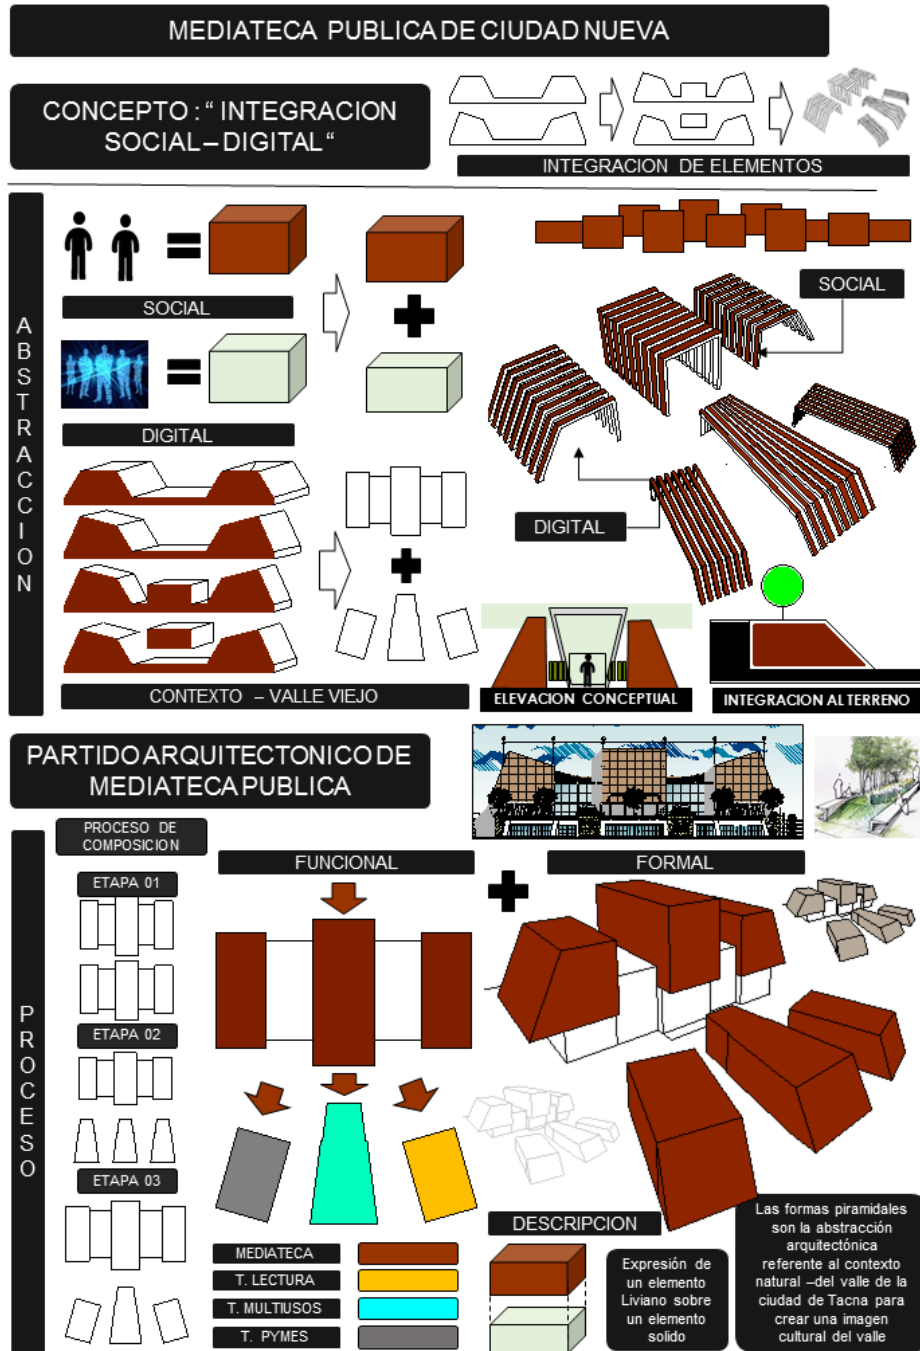 MEDIATECA PUBLICA DE CIUDAD NUEVA
CONCEPTO : “ INTEGRACION
SOCIAL – DIGITAL “
INTEGRACION DE ELEMENTOS
ABSTRACCION
SOCIAL
DIGITAL
CONTEXTO – VALLE VIEJO
SOCIAL
DIGITAL
ELEVACION CONCEPTUAL
INTEGRACION AL TERRENO
PARTIDO ARQUITECTONICO DE
MEDIATECA PUBLICA
PROCESO
PROCESO DE
COMPOSICION
ETAPA 01
ETAPA 02
ETAPA 03
FUNCIONAL
FORMAL
MEDIATECA
T. LECTURA
T. MULTIUSOS
T. PYMES
DESCRIPCION
Expresión de
un elemento
Liviano sobre
un elemento
solido
Las formas piramidales
son la abstracción
arquitectónica
referente al contexto
natural –del valle de la
ciudad de Tacna para
crear una imagen
cultural del valle